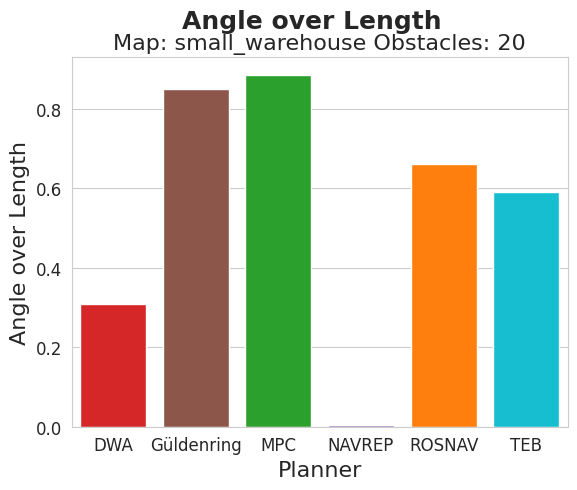 Angle over Length
Map: small_warehouse Obstacles: 20
Angle over Length
0.8
0.6
0.4
0.2
0.0
DWA Güldenring MPC NAVREP ROSNAV TEB
Planner